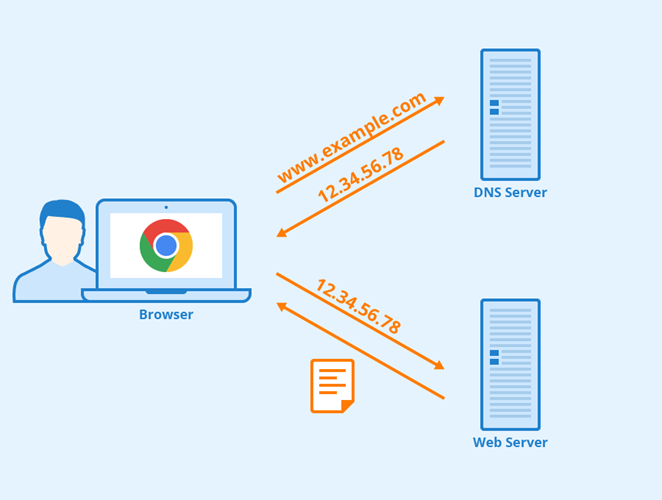 www.example.com
12.34.56.78
DNS Server
Browser
12.34.56.78
Web Server